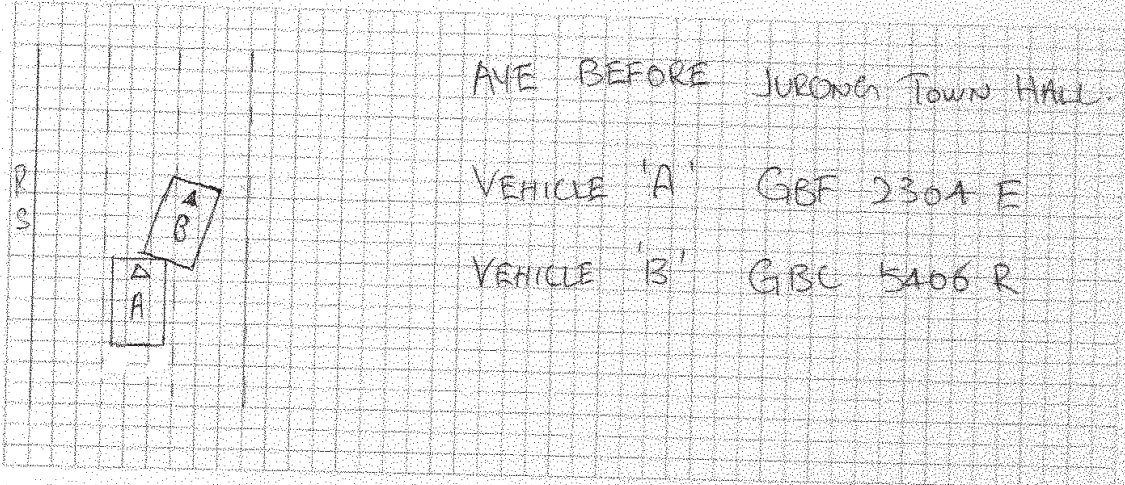 AYE BEFORE JURONG TOWN HALL.
VEHICLE 'A' GBF 2304 E
VEHICLE 'B' GBC 5406 R
R
S
B
A